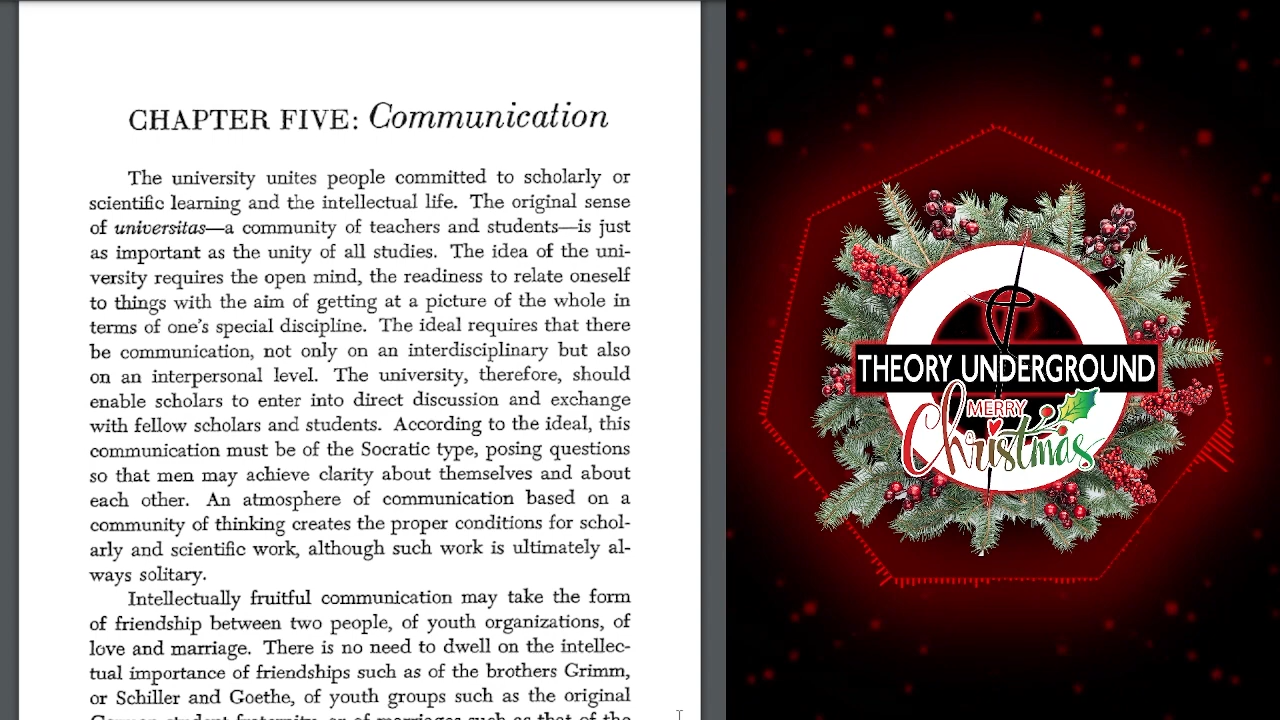 CHAPTER FIVE: Communication
The university unites people committed to scholarly or
scientific learning and the intellectual life. The original sense
of universitas—a community of teachers and students—is just
as important as the unity of all studies. The idea of the uni-
versity requires the open mind, the readiness to relate oneself
to things with the aim of getting at a picture of the whole in
terms of one's special discipline. The ideal requires that there
be communication, not only on an interdisciplinary but also
on an interpersonal level. The university, therefore, should
enable scholars to enter into direct discussion and exchange
with fellow scholars and students. According to the ideal, this
communication must be of the Socratic type, posing questions
so that men may achieve clarity about themselves and about
each other. An atmosphere of communication based on a
community of thinking creates the proper conditions for schol-
arly and scientific work, although such work is ultimately al-
ways solitary.
Intellectually fruitful communication may take the form
of friendship between two people, of youth organizations, of
love and marriage. There is no need to dwell on the intellec-
tual importance of friendships such as of the brothers Grimm,
or Schiller and Goethe, of youth groups such as the original
German student fraternity, or of marriages such as that of the
THEORY UNDERGROUND
MERRY
Christmas